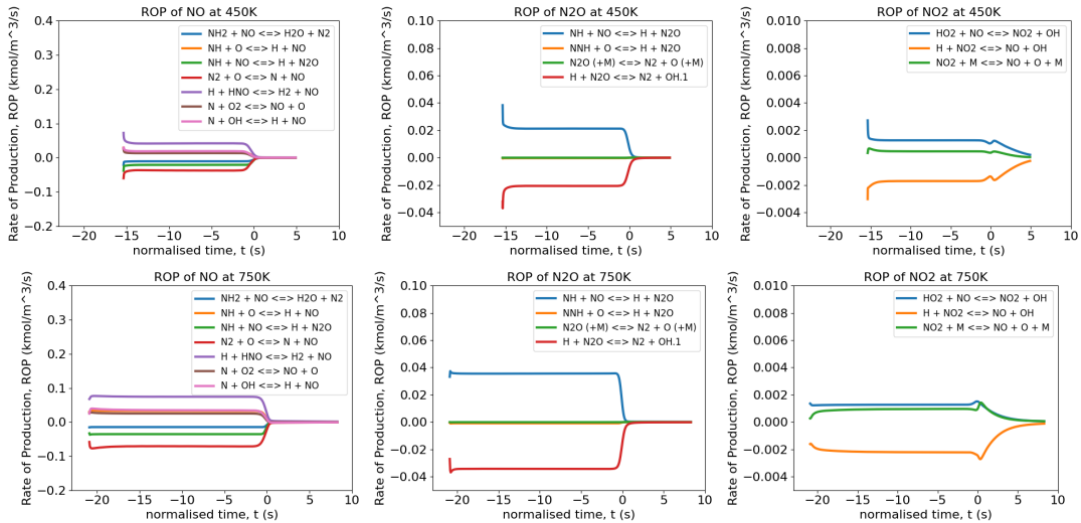 ROP of NO at 450K
Rate of Production, ROP (kmol/m^3/s)
0.4
0.3
0.2
0.1
0.0
−0.1
−0.2
NH2 + NO <=> H2O + N2
NH + O <=> H + NO
NH + NO <=> H + N2O
N2 + O <=> N + NO
H + HNO <=> H2 + NO
N + O2 <=> NO + O
N + OH <=> H + NO
−20 −15 −10 −5 0 5 10
normalised time, t (s)
ROP of N2O at 450K
Rate of Production, ROP (kmol/m^3/s)
0.10
0.08
0.06
0.04
0.02
0.00
−0.02
−0.04
NH + NO <=> H + N2O
NNH + O <=> H + N2O
N2O (+M) <=> N2 + O (+M)
H + N2O <=> N2 + OH.1
−20 −15 −10 −5 0 5 10
normalised time, t (s)
ROP of NO2 at 450K
Rate of Production, ROP (kmol/m^3/s)
0.010
0.008
0.006
0.004
0.002
0.000
−0.002
−0.004
HO2 + NO <=> NO2 + OH
H + NO2 <=> NO + OH
NO2 + M <=> NO + O + M
−20 −15 −10 −5 0 5 10
normalised time, t (s)
ROP of NO at 750K
Rate of Production, ROP (kmol/m^3/s)
0.4
0.3
0.2
0.1
0.0
−0.1
−0.2
NH2 + NO <=> H2O + N2
NH + O <=> H + NO
NH + NO <=> H + N2O
N2 + O <=> N + NO
H + HNO <=> H2 + NO
N + O2 <=> NO + O
N + OH <=> H + NO
−20 −15 −10 −5 0 5 10
normalised time, t (s)
ROP of N2O at 750K
Rate of Production, ROP (kmol/m^3/s)
0.10
0.08
0.06
0.04
0.02
0.00
−0.02
−0.04
NH + NO <=> H + N2O
NNH + O <=> H + N2O
N2O (+M) <=> N2 + O (+M)
H + N2O <=> N2 + OH.1
−20 −15 −10 −5 0 5 10
normalised time, t (s)
ROP of NO2 at 750K
Rate of Production, ROP (kmol/m^3/s)
0.010
0.008
0.006
0.004
0.002
0.000
−0.002
−0.004
HO2 + NO <=> NO2 + OH
H + NO2 <=> NO + OH
NO2 + M <=> NO + O + M
−20 −15 −10 −5 0 5 10
normalised time, t (s)